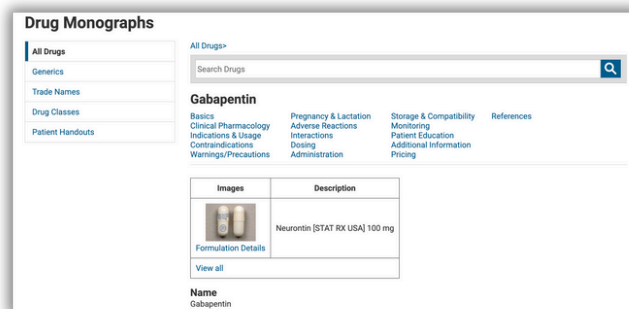 Drug Monographs
All Drugs
Generics
Trade Names
Drug Classes
Patient Handouts
All Drugs>
Search Drugs
Gabapentin
Basics
Clinical Pharmacology
Indications & Usage
Contraindications
Warnings/Precautions
Pregnancy & Lactation
Adverse Reactions
Interactions
Dosing
Administration
Storage & Compatibility
Monitoring
Patient Education
Additional Information
Pricing
References
Images Description
Neurontin [STAT RX USA] 100 mg
Formulation Details
View all
Name
Gabapentin